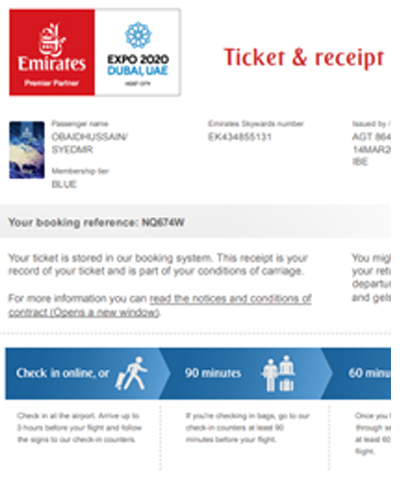 Emirates
Premier Partner
EXPO 2020
DUBAI, UAE
HOST CITY
Ticket & receipt
Passenger name
OBAIDHUSSAIN/
SYEDMR
Membership tier
BLUE
Emirates Skywards number
EK434855131
Issued by /
AGT 864
14MAR2
IBE
Your booking reference: NQ674W
Your ticket is stored in our booking system. This receipt is your
record of your ticket and is part of your conditions of carriage.
For more information you can read the notices and conditions of
contract (Opens a new window).
You migh
your retu
departu
and gels
Check in online, or
90 minutes
60 minu
Check in at the airport. Arrive up to
3 hours before your flight and follow
the signs to our check-in counters.
If you're checking in bags, go to our
check-in counters at least 90
minutes before your flight.
Once you h
through se
at least 60
flight.